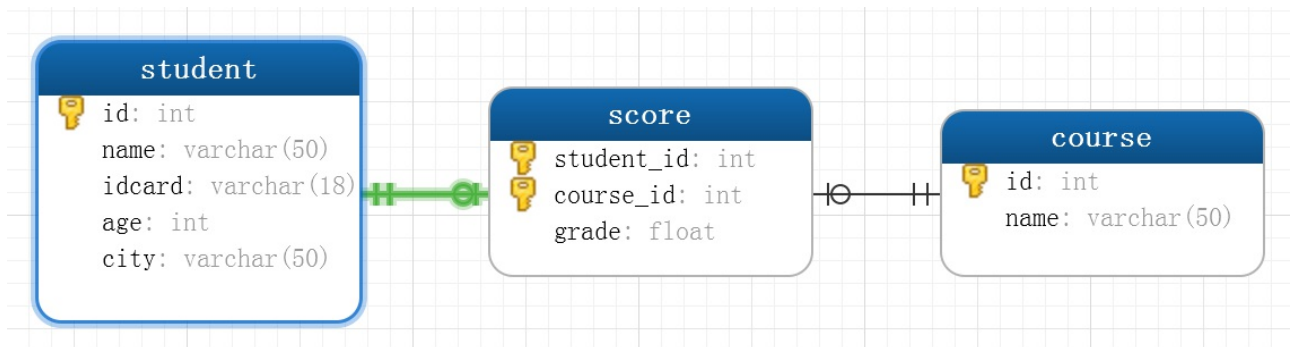 student
id: int
name: varchar(50)
idcard: varchar(18)
age: int
city: varchar(50)
score
student_id: int
course_id: int
grade: float
course
id: int
name: varchar(50)